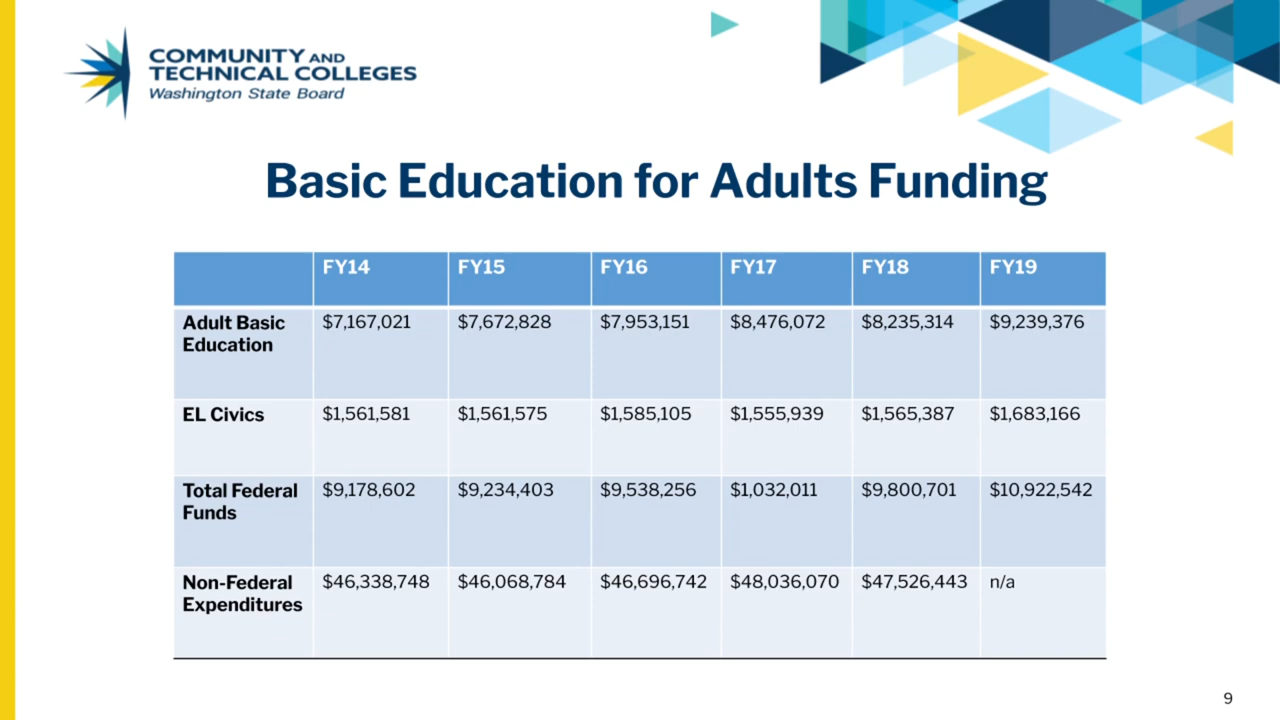 COMMUNITY AND
TECHNICAL COLLEGES
Washington State Board
Basic Education for Adults Funding
FY14 FY15 FY16 FY17 FY18 FY19
Adult Basic Education $7,167,021 $7,672,828 $7,953,151 $8,476,072 $8,235,314 $9,239,376
EL Civics $1,561,581 $1,561,575 $1,585,105 $1,555,939 $1,565,387 $1,683,166
Total Federal Funds $9,178,602 $9,234,403 $9,538,256 $1,032,011 $9,800,701 $10,922,542
Non-Federal Expenditures $46,338,748 $46,068,784 $46,696,742 $48,036,070 $47,526,443 n/a
9